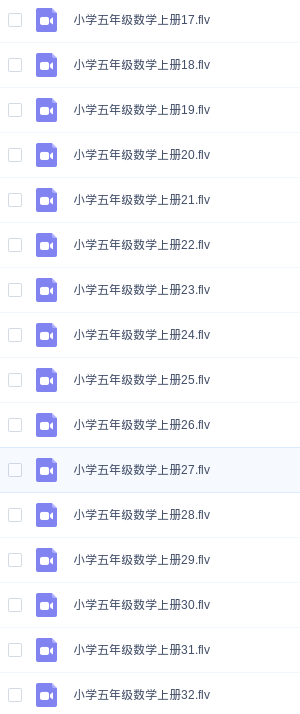 小学五年级数学上册17.flv
小学五年级数学上册18.flv
小学五年级数学上册19.flv
小学五年级数学上册20.flv
小学五年级数学上册21.flv
小学五年级数学上册22.flv
小学五年级数学上册23.flv
小学五年级数学上册24.flv
小学五年级数学上册25.flv
小学五年级数学上册26.flv
小学五年级数学上册27.flv
小学五年级数学上册28.flv
小学五年级数学上册29.flv
小学五年级数学上册30.flv
小学五年级数学上册31.flv
小学五年级数学上册32.flv